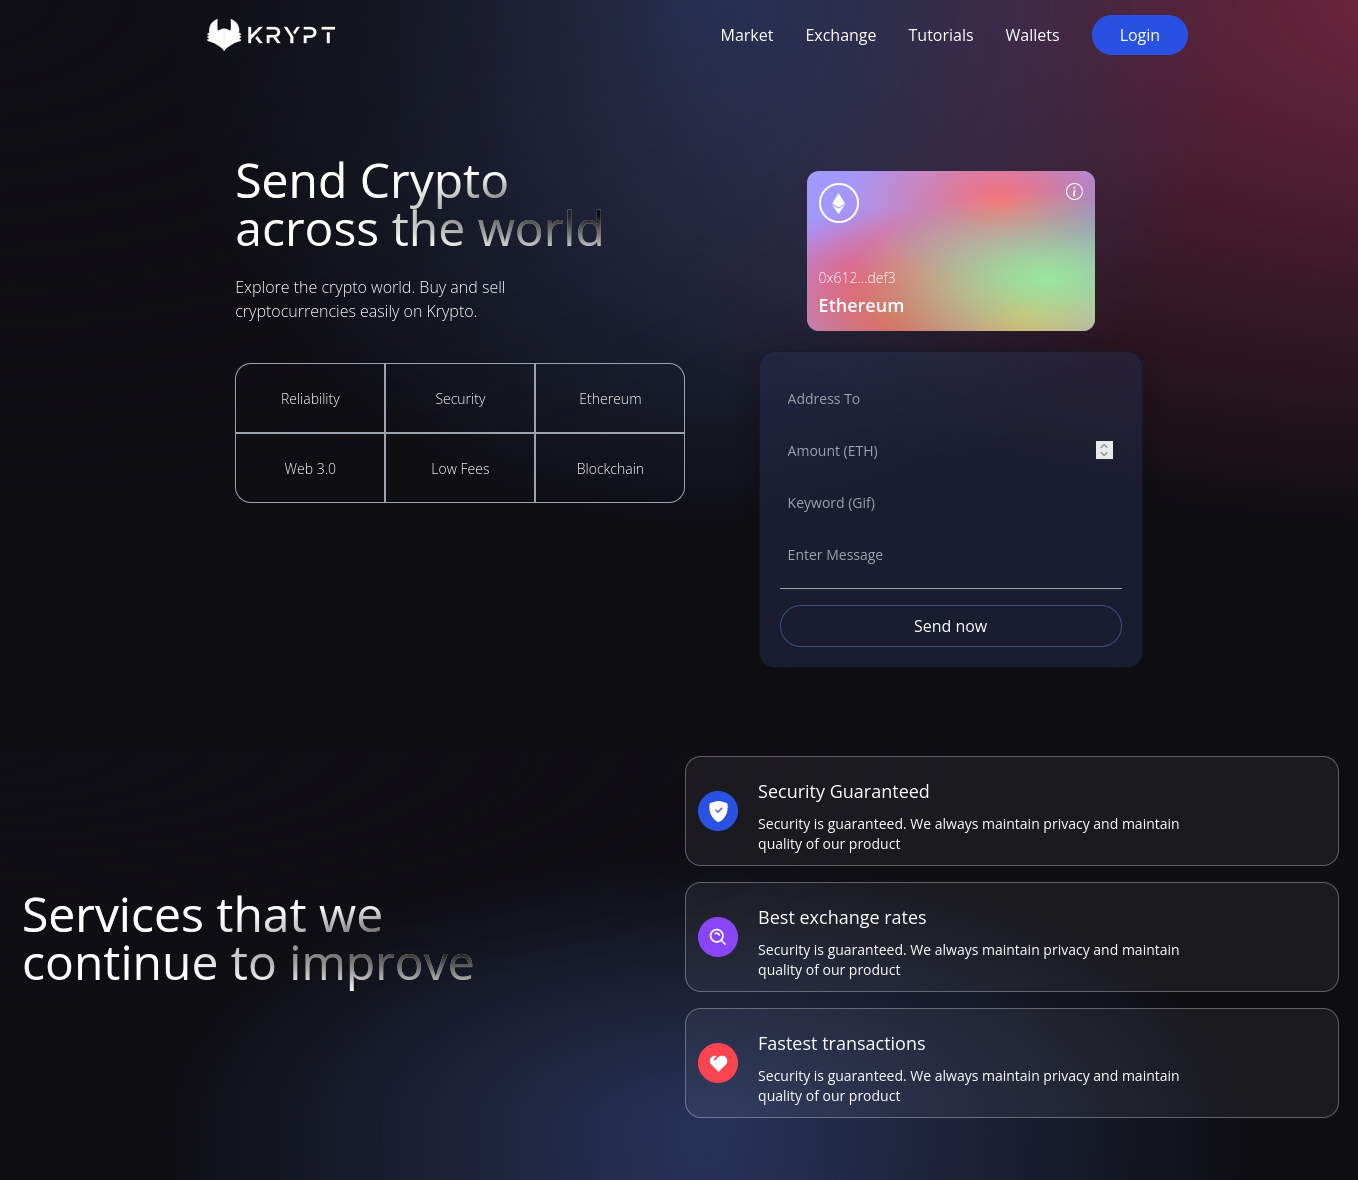 KRYPT
Market
Exchange
Tutorials
Wallets
Login
Send Crypto
across the world
Explore the crypto world. Buy and sell
cryptocurrencies easily on Krypto.
Reliability
Security
Ethereum
Web 3.0
Low Fees
Blockchain
0x612...def3
Ethereum
Address To
Amount (ETH)
Keyword (Gif)
Enter Message
Send now
Services that we
continue to improve
Security Guaranteed
Security is guaranteed. We always maintain privacy and maintain
quality of our product
Best exchange rates
Security is guaranteed. We always maintain privacy and maintain
quality of our product
Fastest transactions
Security is guaranteed. We always maintain privacy and maintain
quality of our product